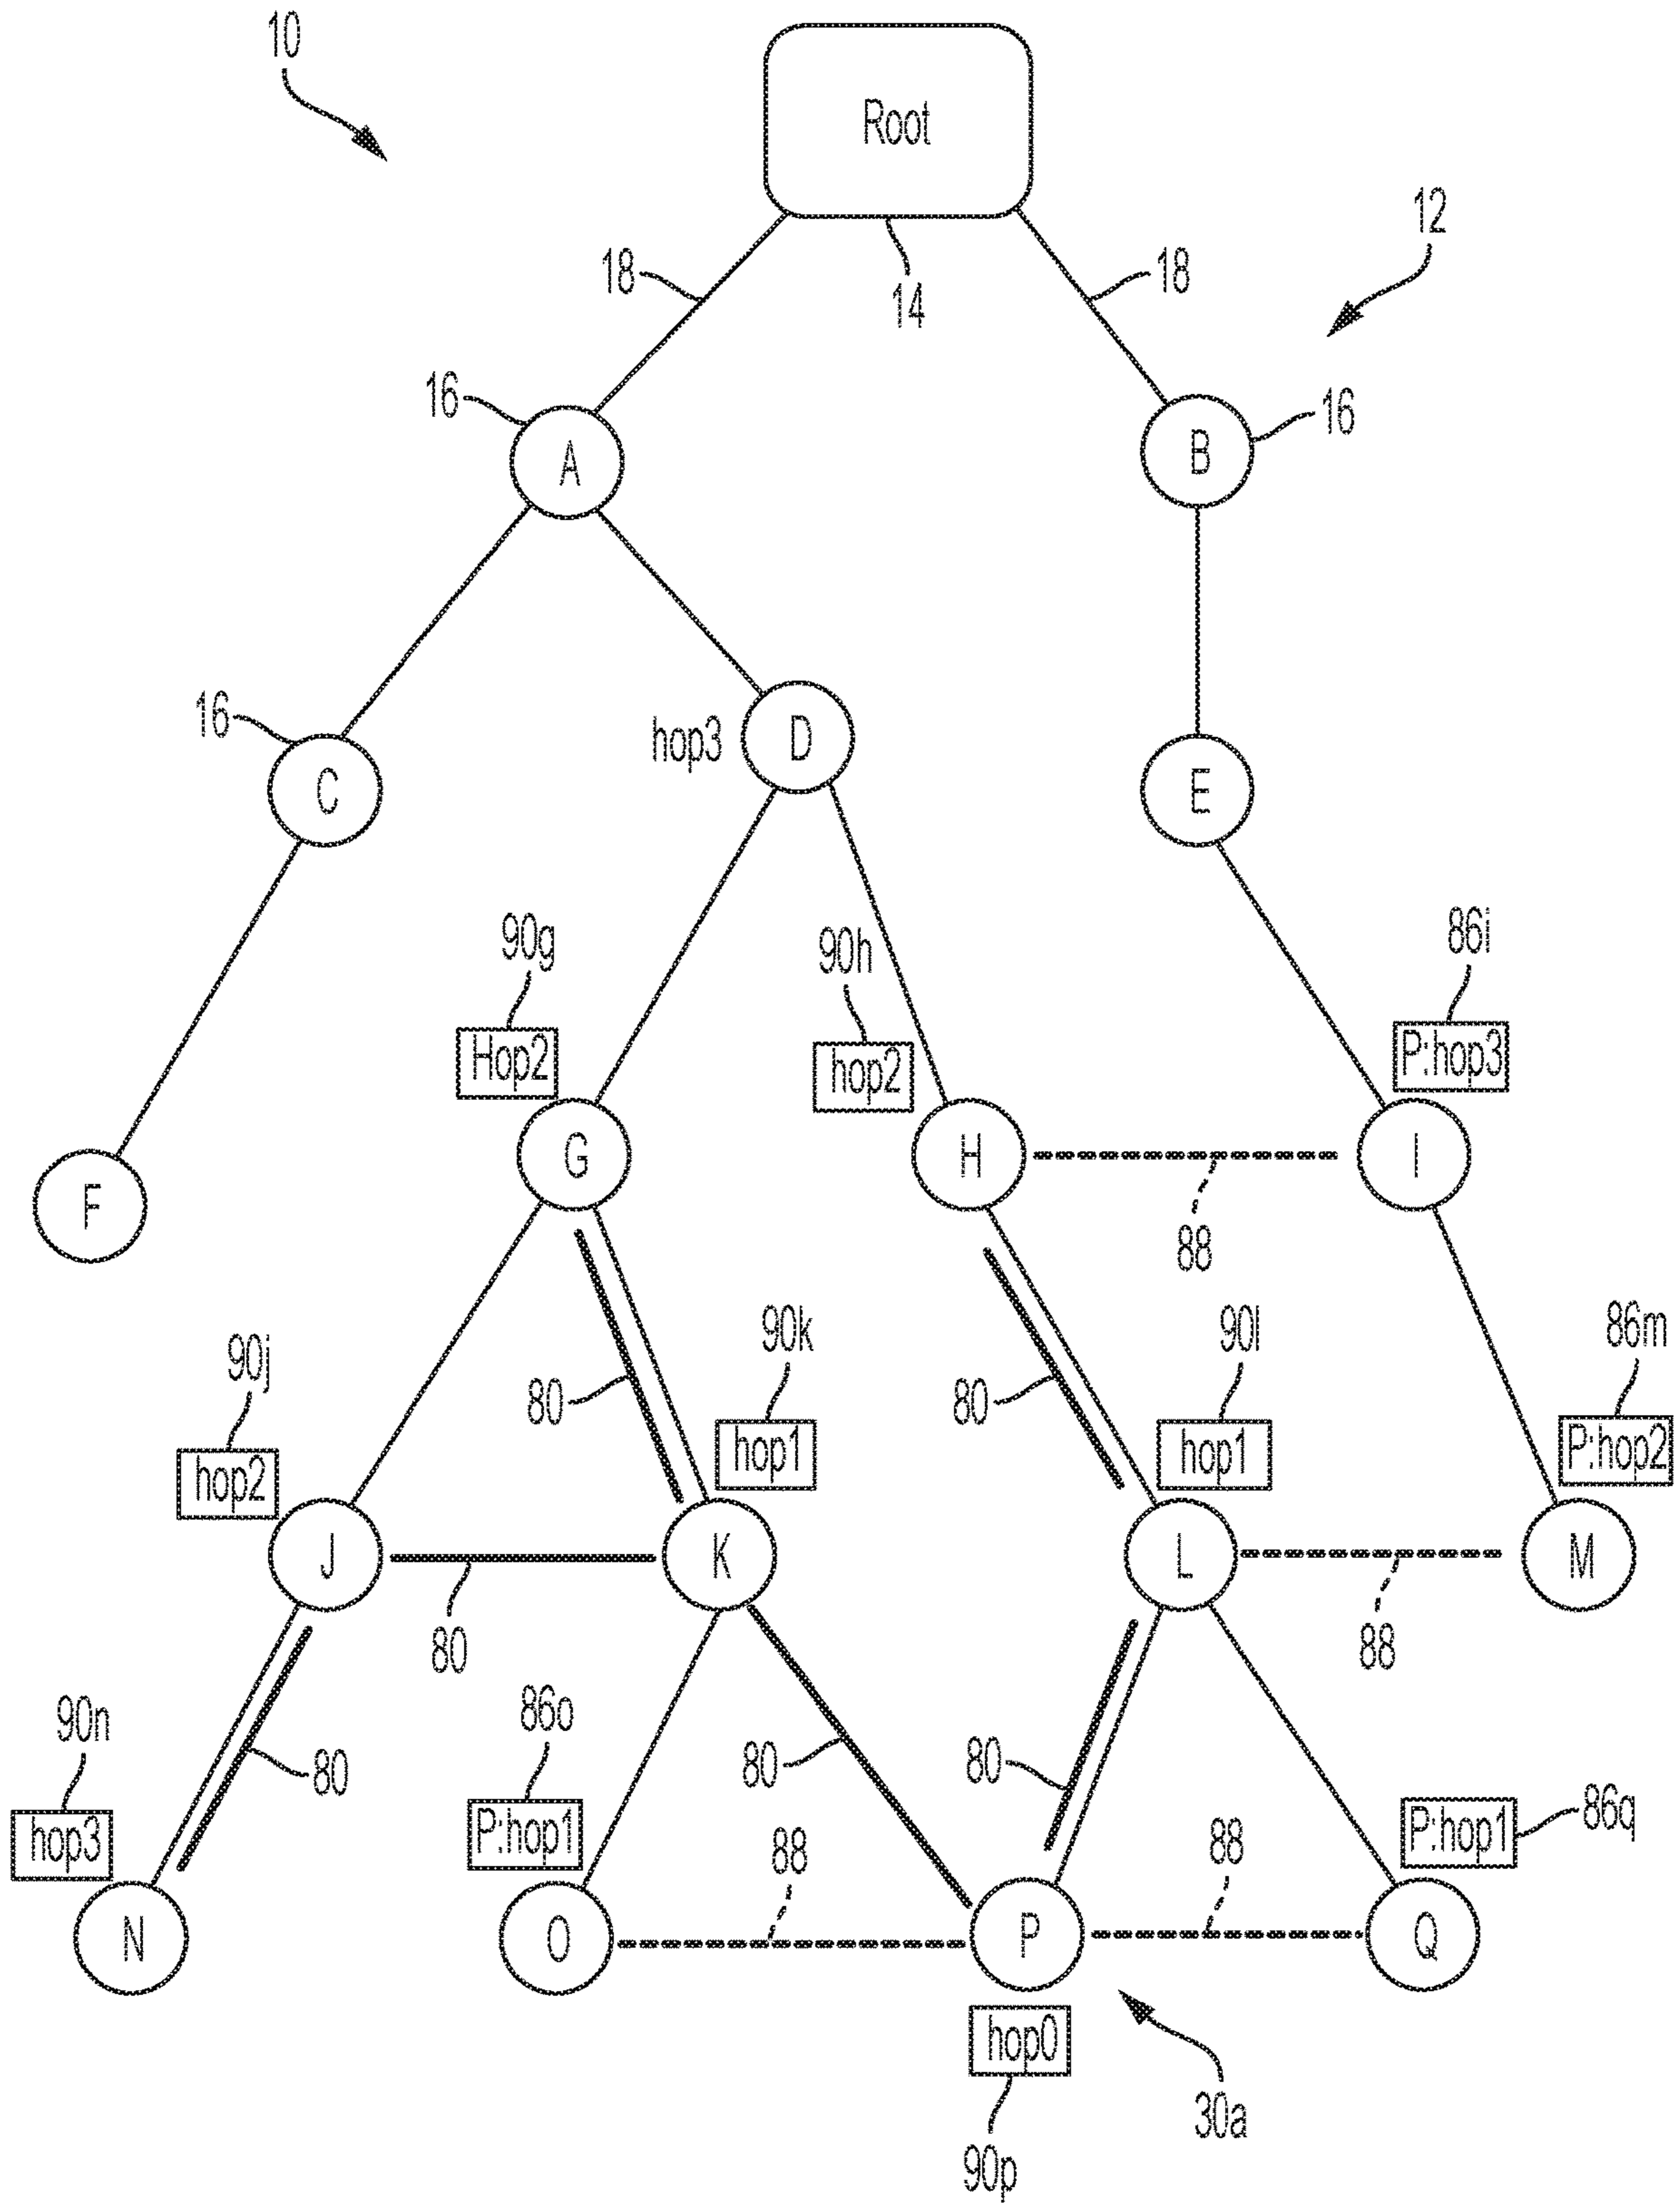 10
Root
12
18
18
14
16
A
B
16
16
C
hop3
D
E
90g
90h
86i
Hop2
hop2
P:hop3
F
G
H
I
88
90j
80
90k
80
90l
86m
hop2
hop1
hop1
P:hop2
J
K
L
M
80
88
90n
86o
80
80
80
88
88
86q
hop3
P:hop1
P:hop1
N
O
P
Q
hop0
30a
90p